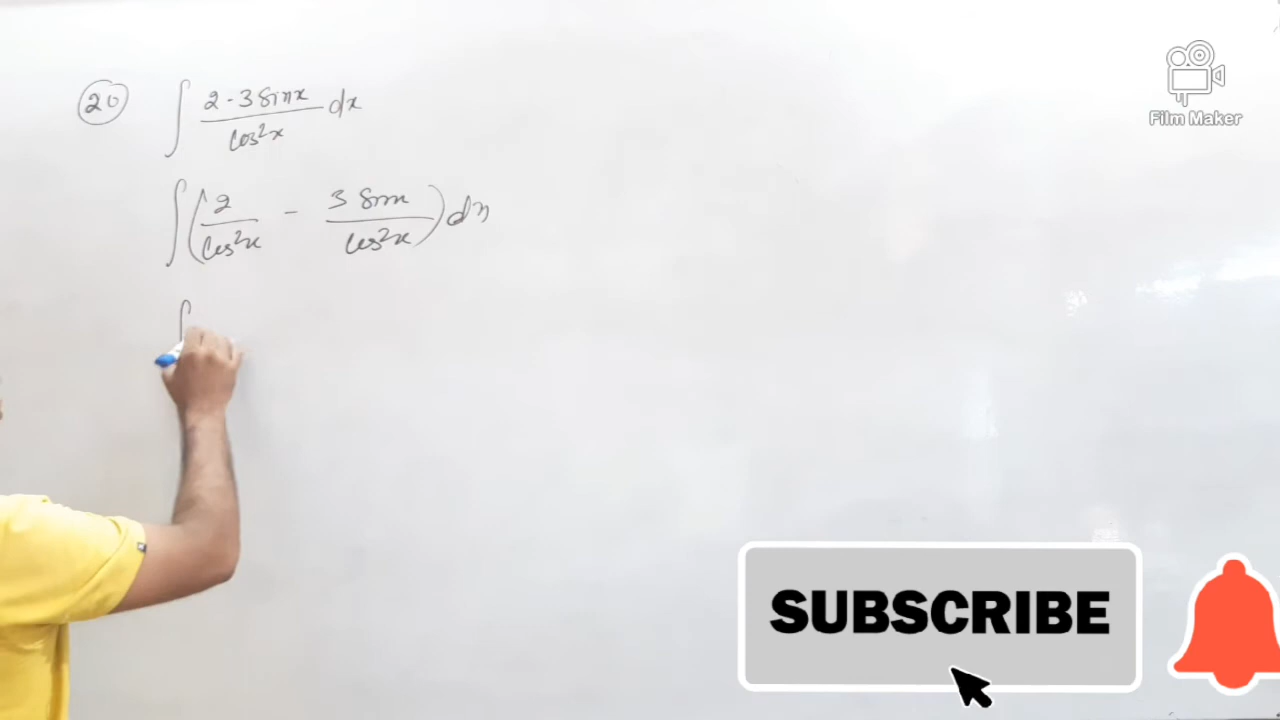 20 ∫ 2-3 sin x / cos²x dx
∫ ( 2 / cos²x - 3 sin x / cos²x ) dx
∫
Film Maker
SUBSCRIBE